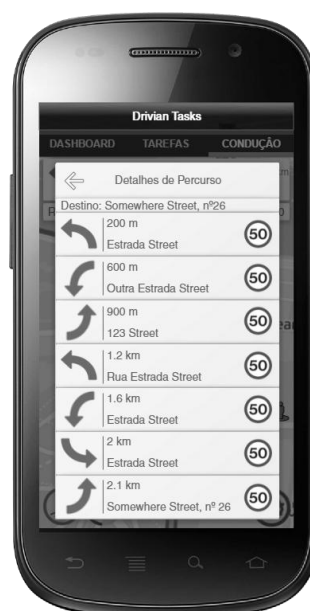 Drivian Tasks
DASHBOARD TAREFAS CONDUÇÃO
Detalhes de Percurso
Destino: Somewhere Street, nº26
200 m
Estrada Street
50
600 m
Outra Estrada Street
50
900 m
123 Street
50
1.2 km
Rua Estrada Street
50
1.6 km
Estrada Street
50
2 km
Estrada Street
50
2.1 km
Somewhere Street, nº 26
50